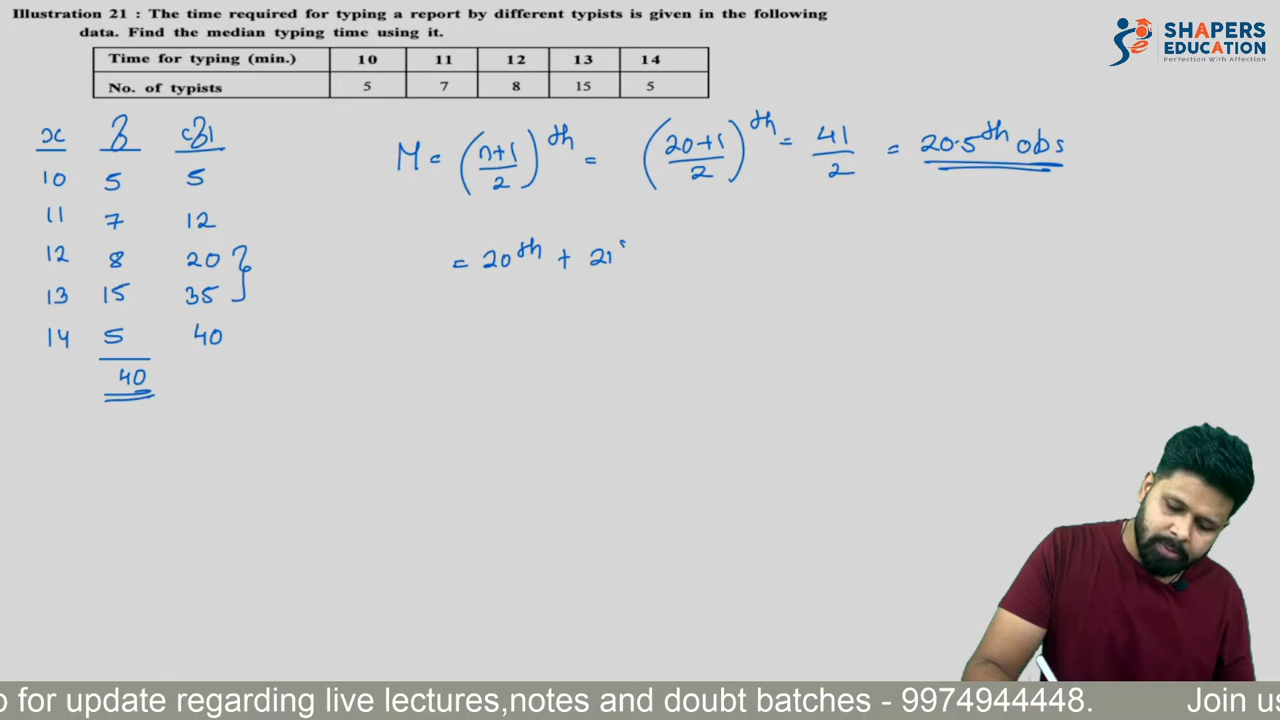 Illustration 21 : The time required for typing a report by different typists is given in the following
data. Find the median typing time using it.
Time for typing (min.) 10 11 12 13 14
No. of typists 5 7 8 15 5
SHAPERS
EDUCATION
Perfection With Affection
x f cf
10 5 5
11 7 12
12 8 20
13 15 35
14 5 40
40
M = (n+1/2)th = (20+1/2)th = 41/2 = 20.5th obs
= 20th + 21
p for update regarding live lectures,notes and doubt batches - 9974944448. Join us